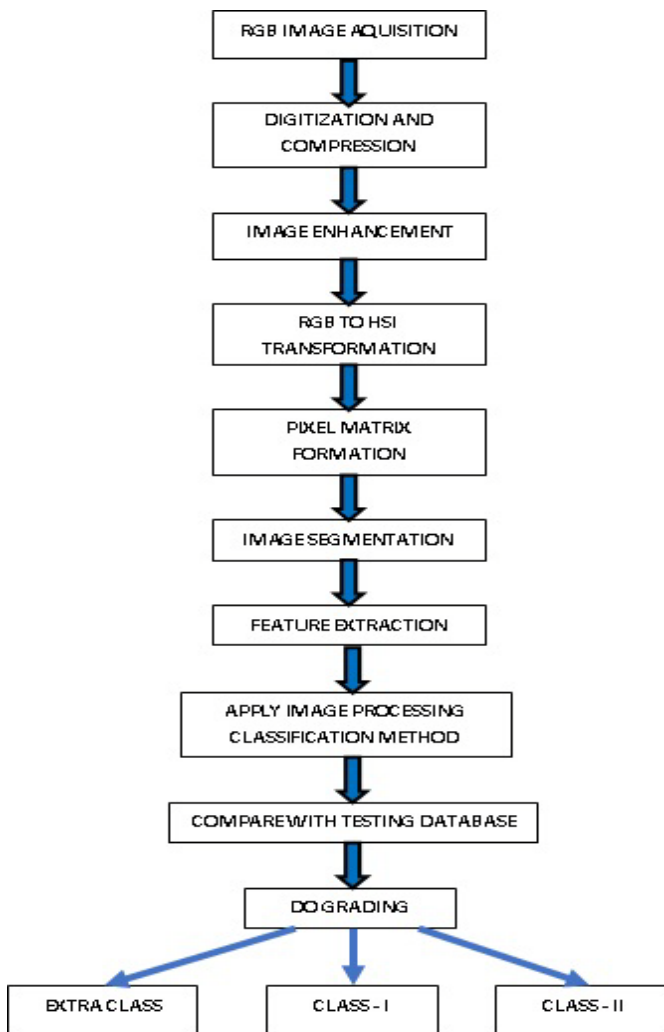 RGB IMAGE AQUISITION
DIGITIZATION AND
COMPRESSION
IMAGE ENHANCEMENT
RGB TO HSI
TRANSFORMATION
PIXEL MATRIX
FORMATION
IMAGE SEGMENTATION
FEATURE EXTRACTION
APPLY IMAGE PROCESSING
CLASSIFICATION METHOD
COMPARE WITH TESTING DATABASE
DO GRADING
EXTRA CLASS
CLASS - I
CLASS - II